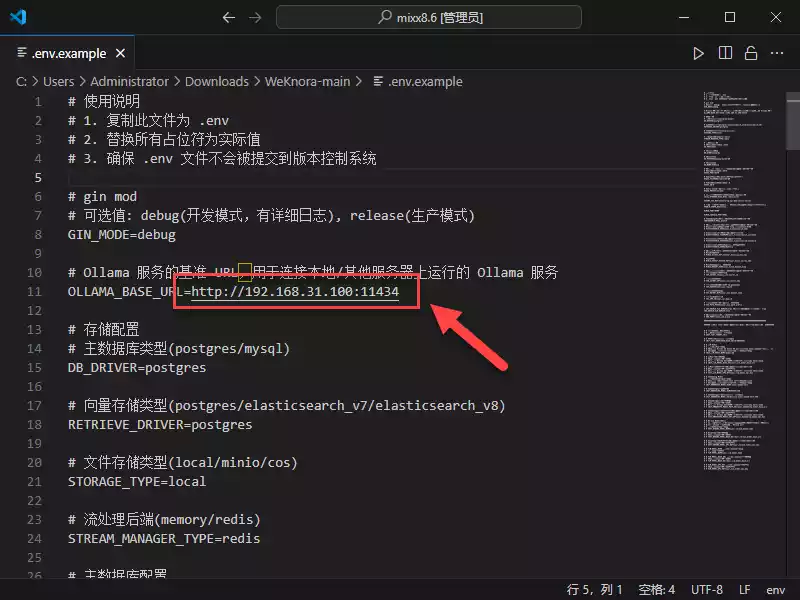 mixx8.6 [管理员]
.env.example
C: > Users > Administrator > Downloads > WeKnora-main > .env.example
1 # 使用说明
2 # 1. 复制此文件为 .env
3 # 2. 替换所有占位符为实际值
4 # 3. 确保 .env 文件不会被提交到版本控制系统
5
6 # gin mod
7 # 可选值: debug(开发模式，有详细日志), release(生产模式)
8 GIN_MODE=debug
9
10 # Ollama 服务的基准 URL，用于连接本地/其他服务器上运行的 Ollama 服务
11 OLLAMA_BASE_URL=http://192.168.31.100:11434
12
13 # 存储配置
14 # 主数据库类型(postgres/mysql)
15 DB_DRIVER=postgres
16
17 # 向量存储类型(postgres/elasticsearch_v7/elasticsearch_v8)
18 RETRIEVE_DRIVER=postgres
19
20 # 文件存储类型(local/minio/cos)
21 STORAGE_TYPE=local
22
23 # 流处理后端(memory/redis)
24 STREAM_MANAGER_TYPE=redis
25
26 # 主数据库配置
行 5，列 1 空格: 4 UTF-8 LF env